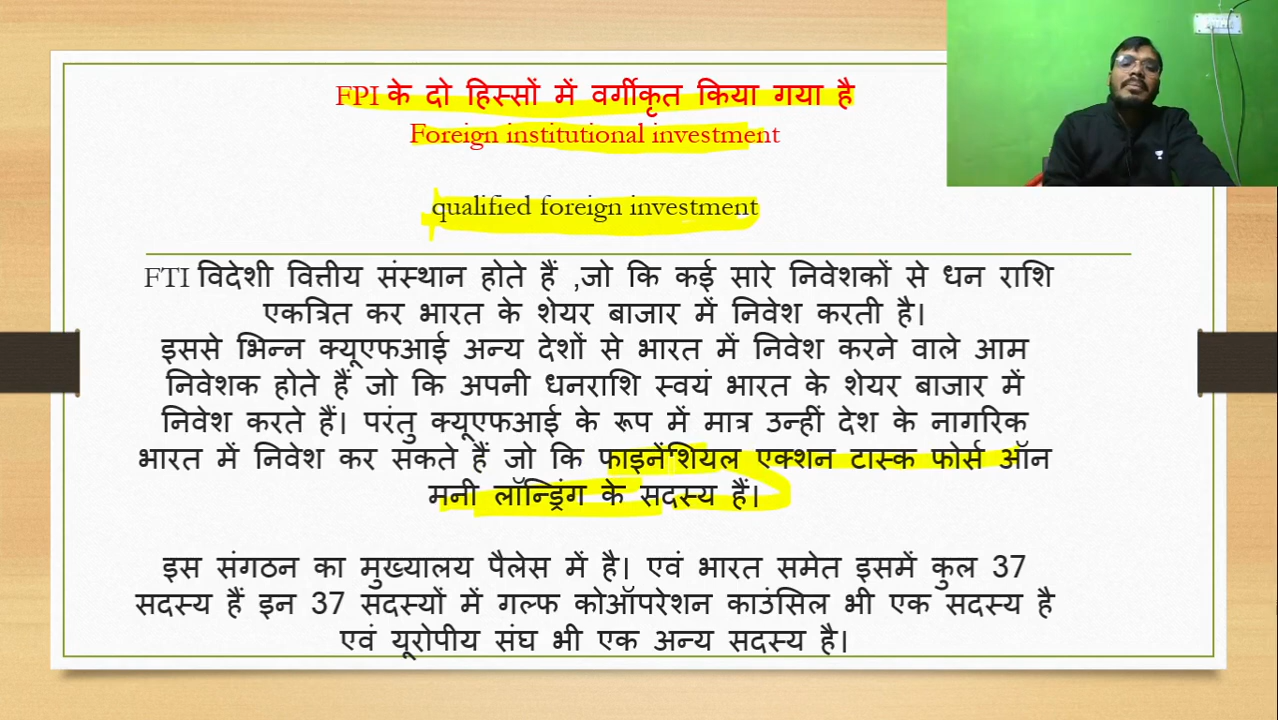 FPI के दो हिस्सों में वर्गीकृत किया गया है
Foreign institutional investment
qualified foreign investment
FTI विदेशी वित्तीय संस्थान होते हैं ,जो कि कई सारे निवेशकों से धन राशि
एकत्रित कर भारत के शेयर बाजार में निवेश करती है।
इससे भिन्न क्यूएफआई अन्य देशों से भारत में निवेश करने वाले आम
निवेशक होते हैं जो कि अपनी धनराशि स्वयं भारत के शेयर बाजार में
निवेश करते हैं। परंतु क्यूएफआई के रूप में मात्र उन्हीं देश के नागरिक
भारत में निवेश कर सकते हैं जो कि फाइनेंशियल एक्शन टास्क फोर्स ऑन
मनी लॉन्ड्रिंग के सदस्य हैं।
इस संगठन का मुख्यालय पैलेस में है। एवं भारत समेत इसमें कुल 37
सदस्य हैं इन 37 सदस्यों में गल्फ कोऑपरेशन काउंसिल भी एक सदस्य है
एवं यूरोपीय संघ भी एक अन्य सदस्य है।